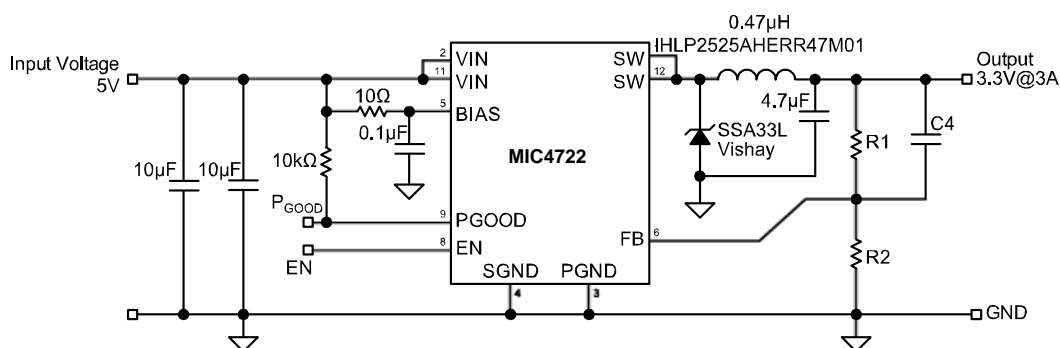 0.47µH
IHLP2525AHERR47M01
Input Voltage
5V
2
VIN
11
VIN
SW
SW
12
Output
3.3V@3A
10Ω
5
BIAS
0.1µF
4.7µF
SSA33L
Vishay
R1
C4
MIC4722
10kΩ
10µF
10µF
PGOOD
9
PGOOD
8
EN
EN
FB
6
R2
SGND
PGND
4
3
GND